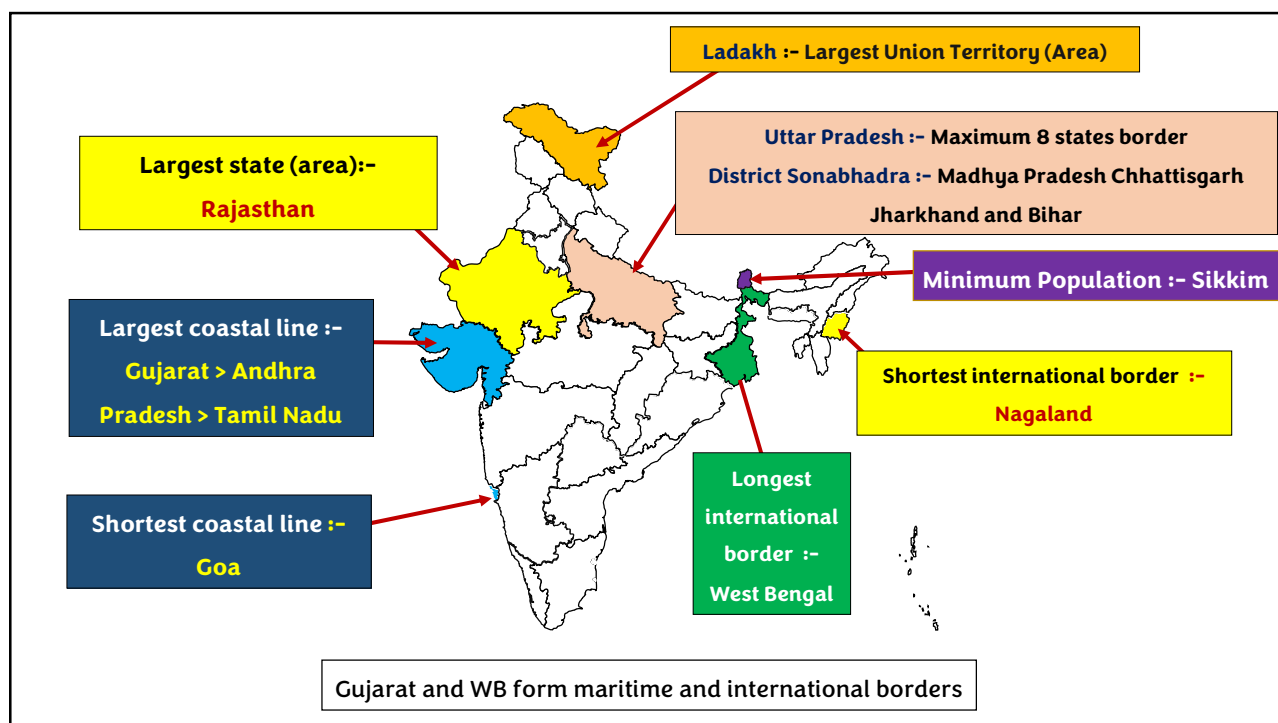 Ladakh :- Largest Union Territory (Area)
Uttar Pradesh :- Maximum 8 states border
District Sonabhadra :- Madhya Pradesh Chhattisgarh
Jharkhand and Bihar
Largest state (area):-
Rajasthan
Minimum Population :- Sikkim
Largest coastal line :-
Gujarat > Andhra
Pradesh > Tamil Nadu
Shortest international border :-
Nagaland
Longest
international
border :-
West Bengal
Shortest coastal line :-
Goa
Gujarat and WB form maritime and international borders